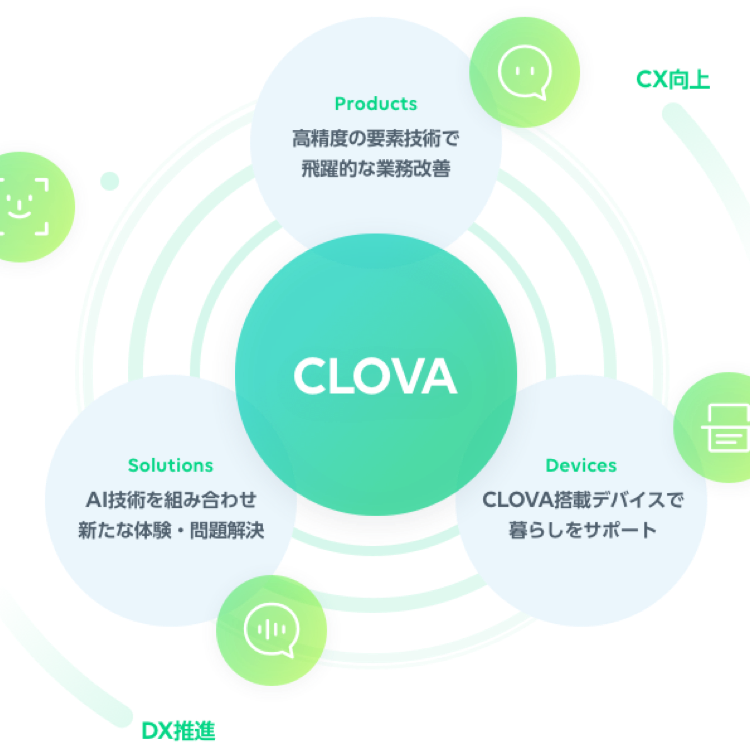 CX向上
Products
高精度の要素技術で
飛躍的な業務改善
CLOVA
Solutions
AI技術を組み合わせ
新たな体験・問題解決
Devices
CLOVA搭載デバイスで
暮らしをサポート
DX推進